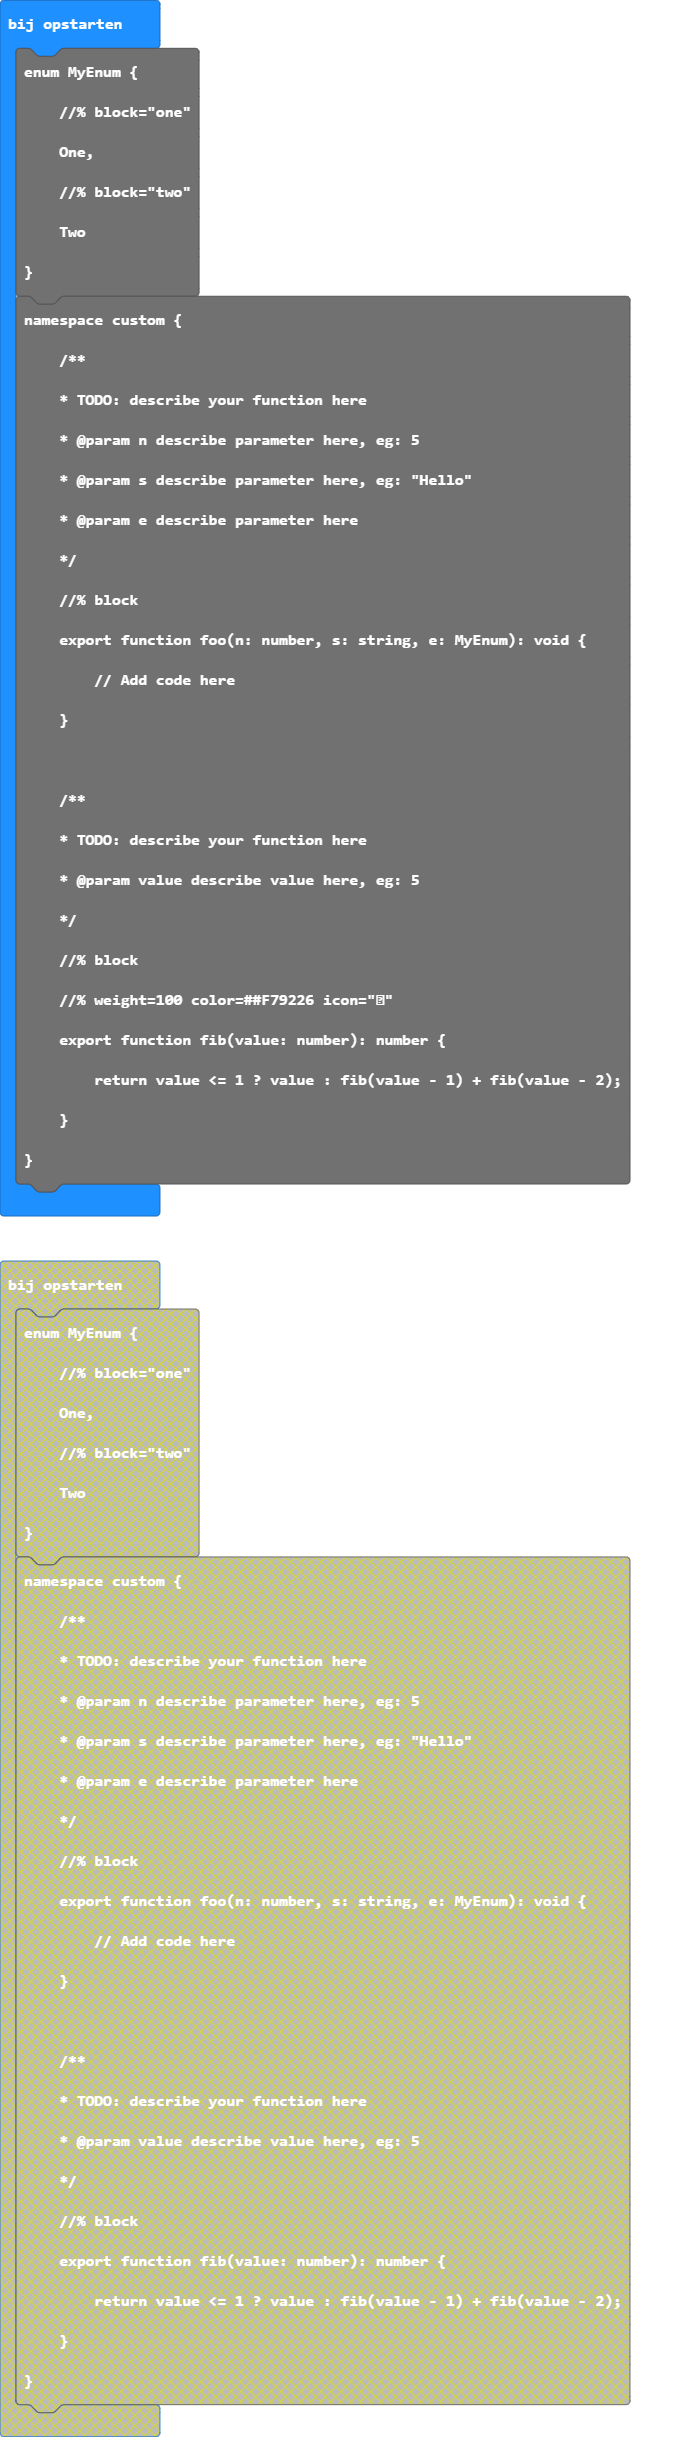 bij opstarten
enum MyEnum {
//% block="one"
One,
//% block="two"
Two
}
namespace custom {
/**
* TODO: describe your function here
* @param n describe parameter here, eg: 5
* @param s describe parameter here, eg: "Hello"
* @param e describe parameter here
*/
//% block
export function foo(n: number, s: string, e: MyEnum): void {
// Add code here
}
/**
* TODO: describe your function here
* @param value describe value here, eg: 5
*/
//% block
//% weight=100 color=##F79226 icon=""
export function fib(value: number): number {
return value <= 1 ? value : fib(value - 1) + fib(value - 2);
}
}
bij opstarten
enum MyEnum {
//% block="one"
One,
//% block="two"
Two
}
namespace custom {
/**
* TODO: describe your function here
* @param n describe parameter here, eg: 5
* @param s describe parameter here, eg: "Hello"
* @param e describe parameter here
*/
//% block
export function foo(n: number, s: string, e: MyEnum): void {
// Add code here
}
/**
* TODO: describe your function here
* @param value describe value here, eg: 5
*/
//% block
export function fib(value: number): number {
return value <= 1 ? value : fib(value - 1) + fib(value - 2);
}
}